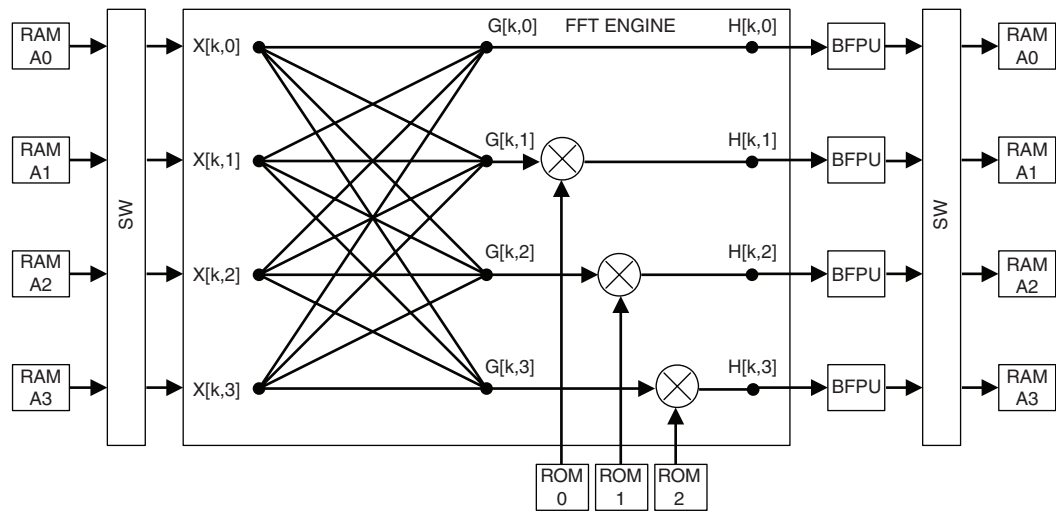 FFT ENGINE
RAM
A0
X[k,0]
G[k,0]
H[k,0]
BFPU
RAM
A0
RAM
A1
X[k,1]
G[k,1]
H[k,1]
BFPU
RAM
A1
SW
SW
RAM
A2
X[k,2]
G[k,2]
H[k,2]
BFPU
RAM
A2
RAM
A3
X[k,3]
G[k,3]
H[k,3]
BFPU
RAM
A3
ROM
0
ROM
1
ROM
2